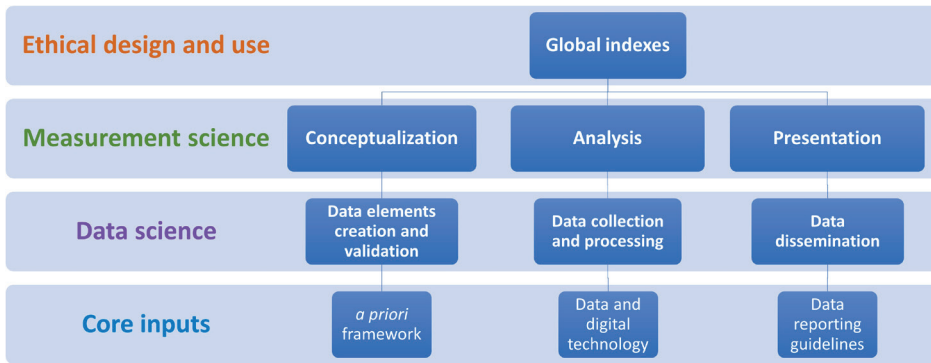 Ethical design and use
Global indexes
Measurement science
Conceptualization
Analysis
Presentation
Data science
Data elements
creation and
validation
Data collection
and processing
Data
dissemination
Core inputs
a priori
framework
Data and
digital
technology
Data
reporting
guidelines